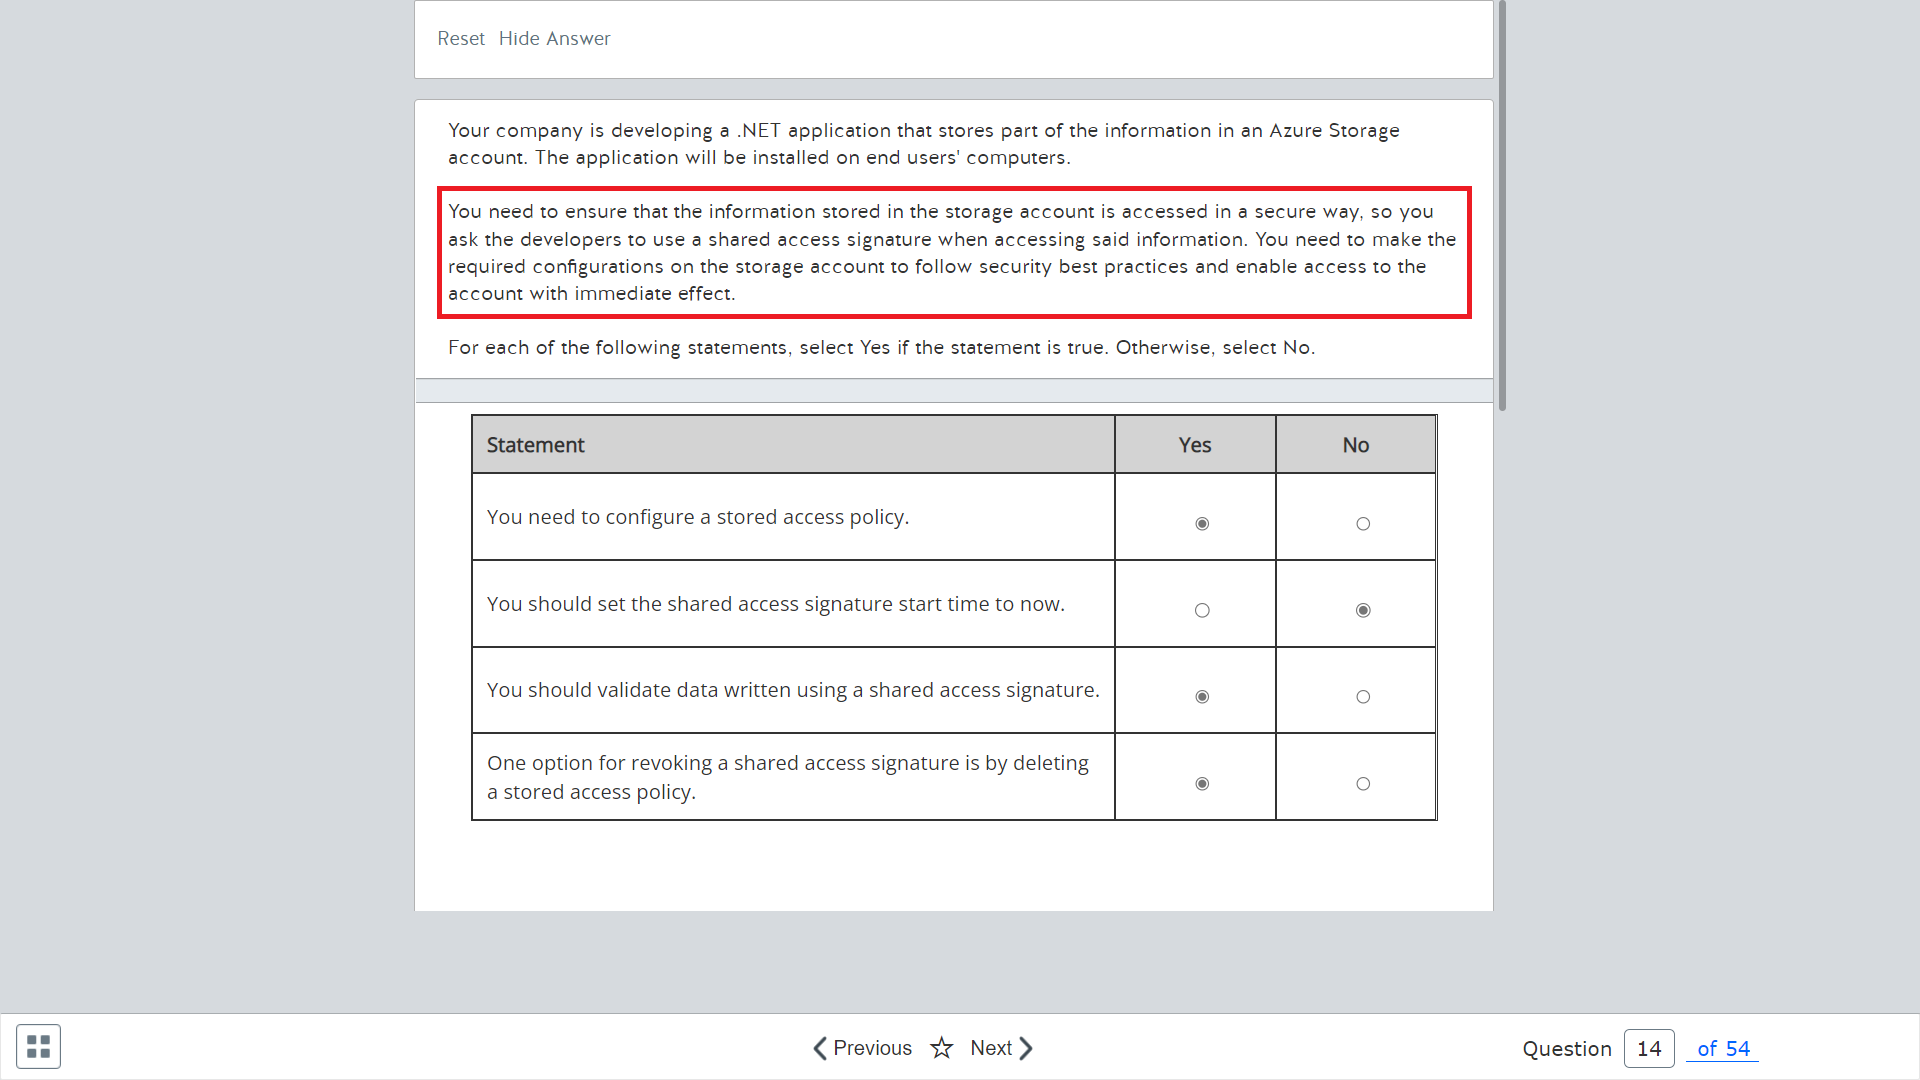 Reset Hide Answer
Your company is developing a .NET application that stores part of the information in an Azure Storage
account. The application will be installed on end users' computers.
You need to ensure that the information stored in the storage account is accessed in a secure way, so you
ask the developers to use a shared access signature when accessing said information. You need to make the
required configurations on the storage account to follow security best practices and enable access to the
account with immediate effect.
For each of the following statements, select Yes if the statement is true. Otherwise, select No.
Statement Yes No
You need to configure a stored access policy.
You should set the shared access signature start time to now.
You should validate data written using a shared access signature.
One option for revoking a shared access signature is by deleting
a stored access policy.
Previous Next Question 14 of 54